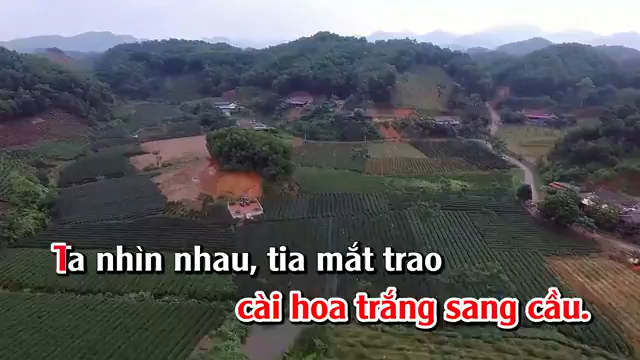 Ta nhìn nhau, tia mắt trao
cài hoa trắng sang cầu.